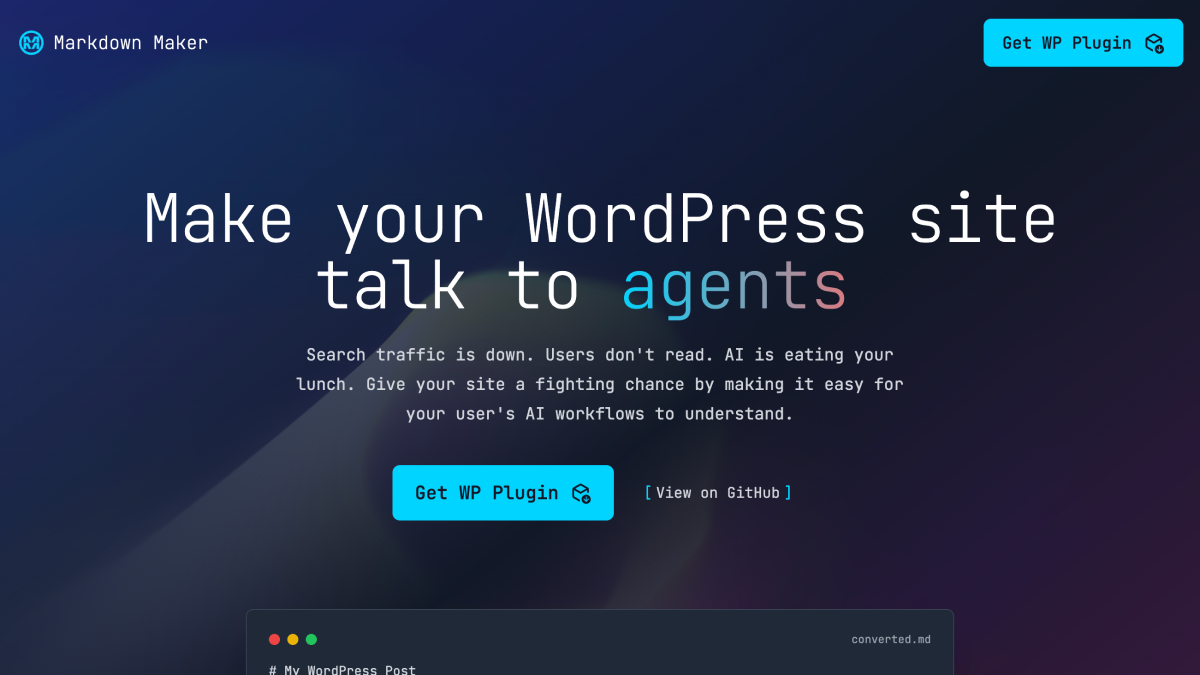 Markdown Maker
Get WP Plugin
Make your WordPress site
talk to agents
Search traffic is down. Users don't read. AI is eating your
lunch. Give your site a fighting chance by making it easy for
your user's AI workflows to understand.
Get WP Plugin
[View on GitHub]
converted.md
# My WordPress Post